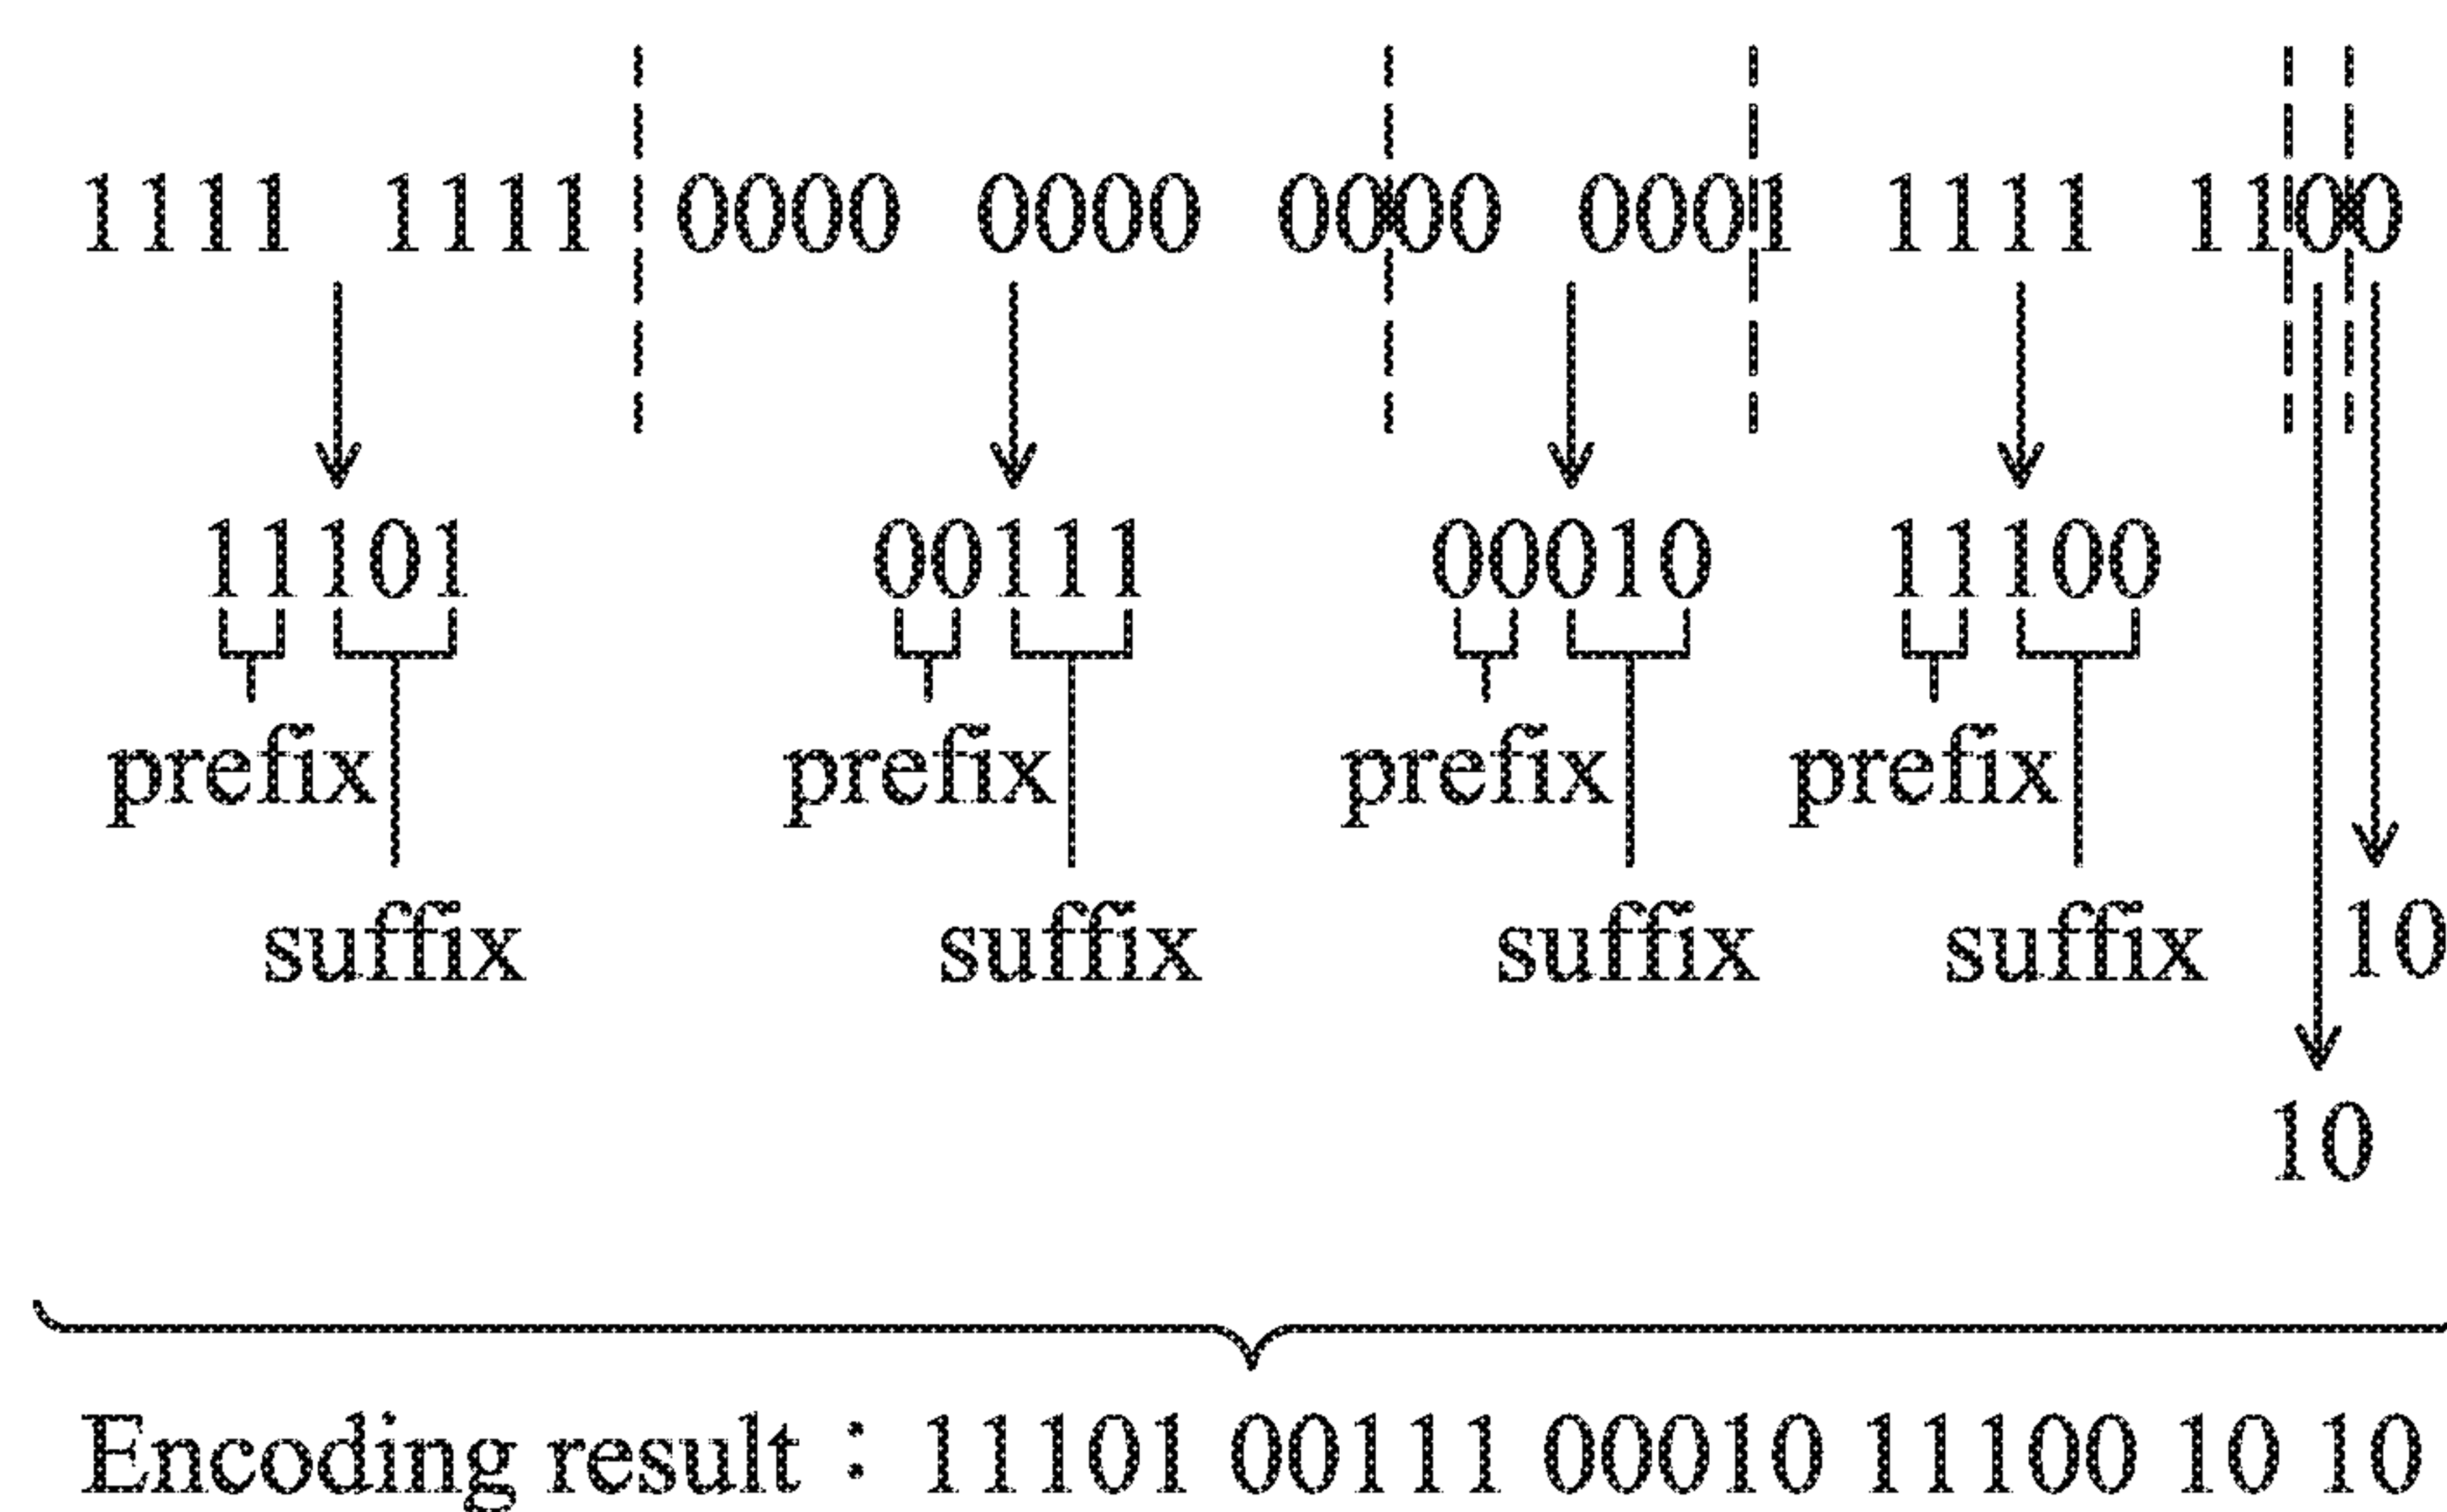 1111 1111 0000 0000 0000 0001 1111 1100
11101 00111 00010 11100
prefix prefix prefix prefix
suffix suffix suffix suffix 10
10
Encoding result : 11101 00111 00010 11100 10 10